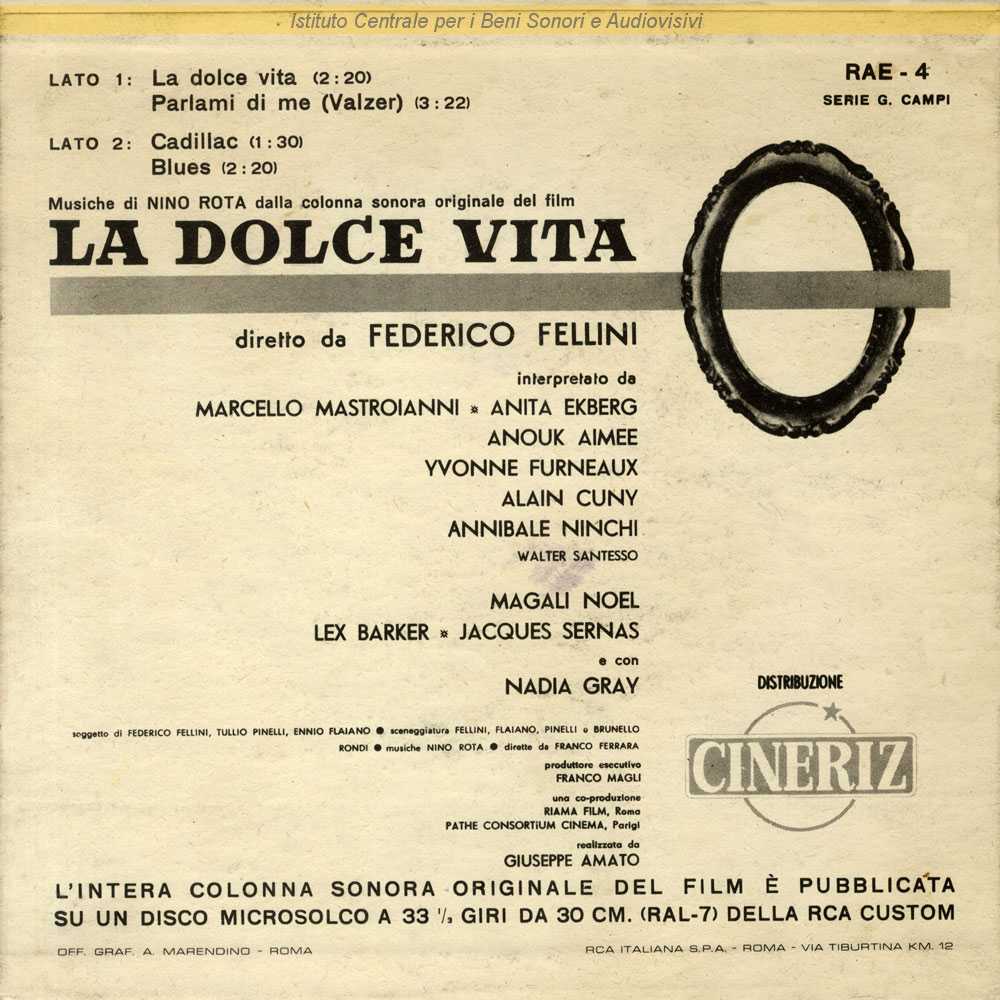 Istituto Centrale per i Beni Sonori e Audiovisivi
LATO 1: La dolce vita (2:20)
Parlami di me (Valzer) (3:22)
LATO 2: Cadillac (1:30)
Blues (2:20)
RAE - 4
SERIE G. CAMPI
Musiche di NINO ROTA dalla colonna sonora originale del film
LA DOLCE VITA
diretto da FEDERICO FELLINI
interpretato da
MARCELLO MASTROIANNI * ANITA EKBERG
ANOUK AIMEE
YVONNE FURNEAUX
ALAIN CUNY
ANNIBALE NINCHI
WALTER SANTESSO
MAGALI NOEL
LEX BARKER * JACQUES SERNAS
e con
NADIA GRAY
soggetto di FEDERICO FELLINI, TULLIO PINELLI, ENNIO FLAIANO ● sceneggiatura FELLINI, FLAIANO, PINELLI e BRUNELLO
RONDI ● musiche NINO ROTA ● dirette da FRANCO FERRARA
produttore esecutivo
FRANCO MAGLI
una co-produzione
RIAMA FILM, Roma
PATHE CONSORTIUM CINEMA, Parigi
realizzata da
GIUSEPPE AMATO
DISTRIBUZIONE
CINERIZ
L'INTERA COLONNA SONORA ORIGINALE DEL FILM È PUBBLICATA
SU UN DISCO MICROSOLCO A 33 1/3 GIRI DA 30 CM. (RAL-7) DELLA RCA CUSTOM
OFF. GRAF. A. MARENDINO - ROMA
RCA ITALIANA S.P.A. - ROMA - VIA TIBURTINA KM. 12